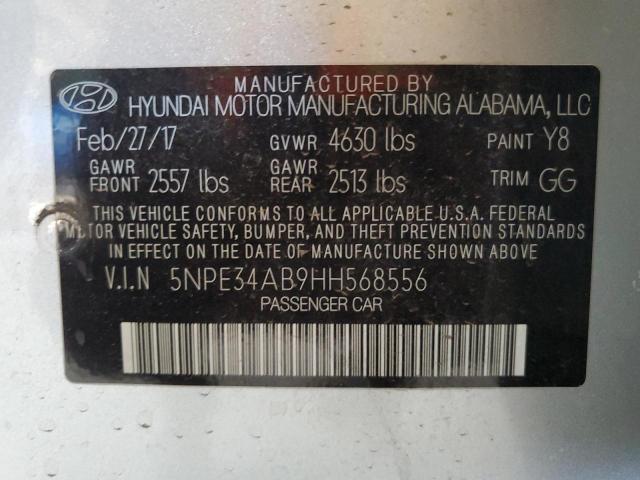 MANUFACTURED BY
HYUNDAI MOTOR MANUFACTURING ALABAMA, LLC
Feb/27/17 GVWR 4630 lbs PAINT Y8
GAWR FRONT 2557 lbs GAWR REAR 2513 lbs TRIM GG
THIS VEHICLE CONFORMS TO ALL APPLICABLE U.S.A. FEDERAL
MOTOR VEHICLE SAFETY, BUMPER, AND THEFT PREVENTION STANDARDS
IN EFFECT ON THE DATE OF MANUFACTURE SHOWN ABOVE.
V.I.N 5NPE34AB9HH568556
PASSENGER CAR